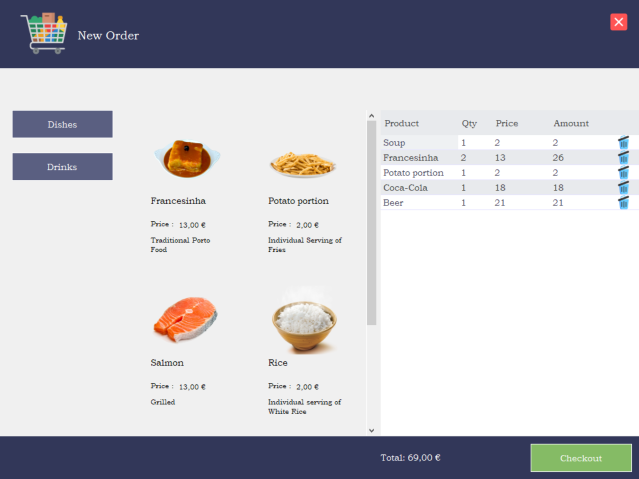 New Order
Dishes
Drinks
Francesinha
Price : 13,00 €
Traditional Porto
Food
Potato portion
Price : 2,00 €
Individual Serving of
Fries
Salmon
Price : 13,00 €
Grilled
Rice
Price : 2,00 €
Individual serving of
White Rice
Product Qty Price Amount
Soup 1 2 2
Francesinha 2 13 26
Potato portion 1 2 2
Coca-Cola 1 18 18
Beer 1 21 21
Total: 69,00 €
Checkout